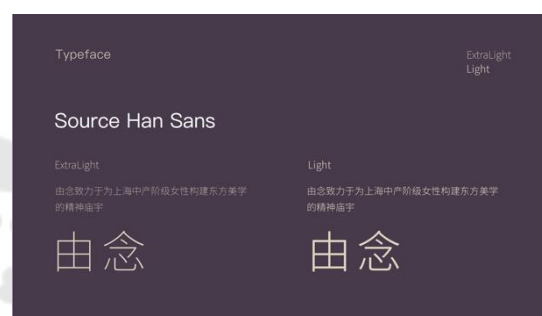 Typeface
ExtraLight
Light
Source Han Sans
ExtraLight
由念致力于为上海中产阶级女性构建东方美学
的精神庙宇
由念
Light
由念致力于为上海中产阶级女性构建东方美学
的精神庙宇
由念